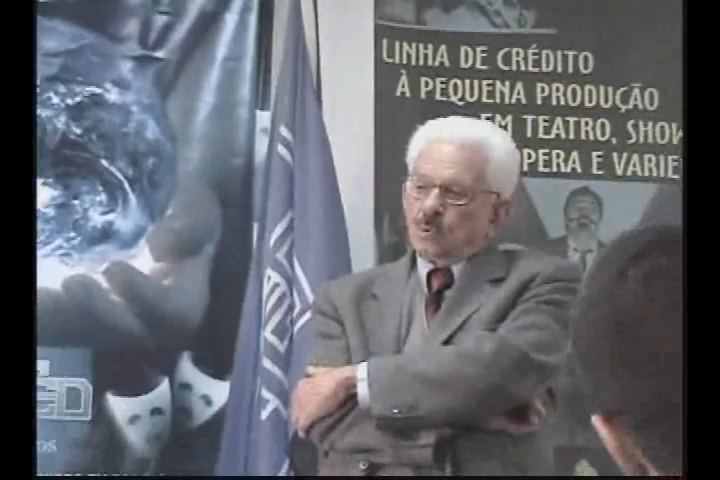 LINHA DE CRÉDITO
À PEQUENA PRODUÇÃO
EM TEATRO, SHOW
PERA E VARIE